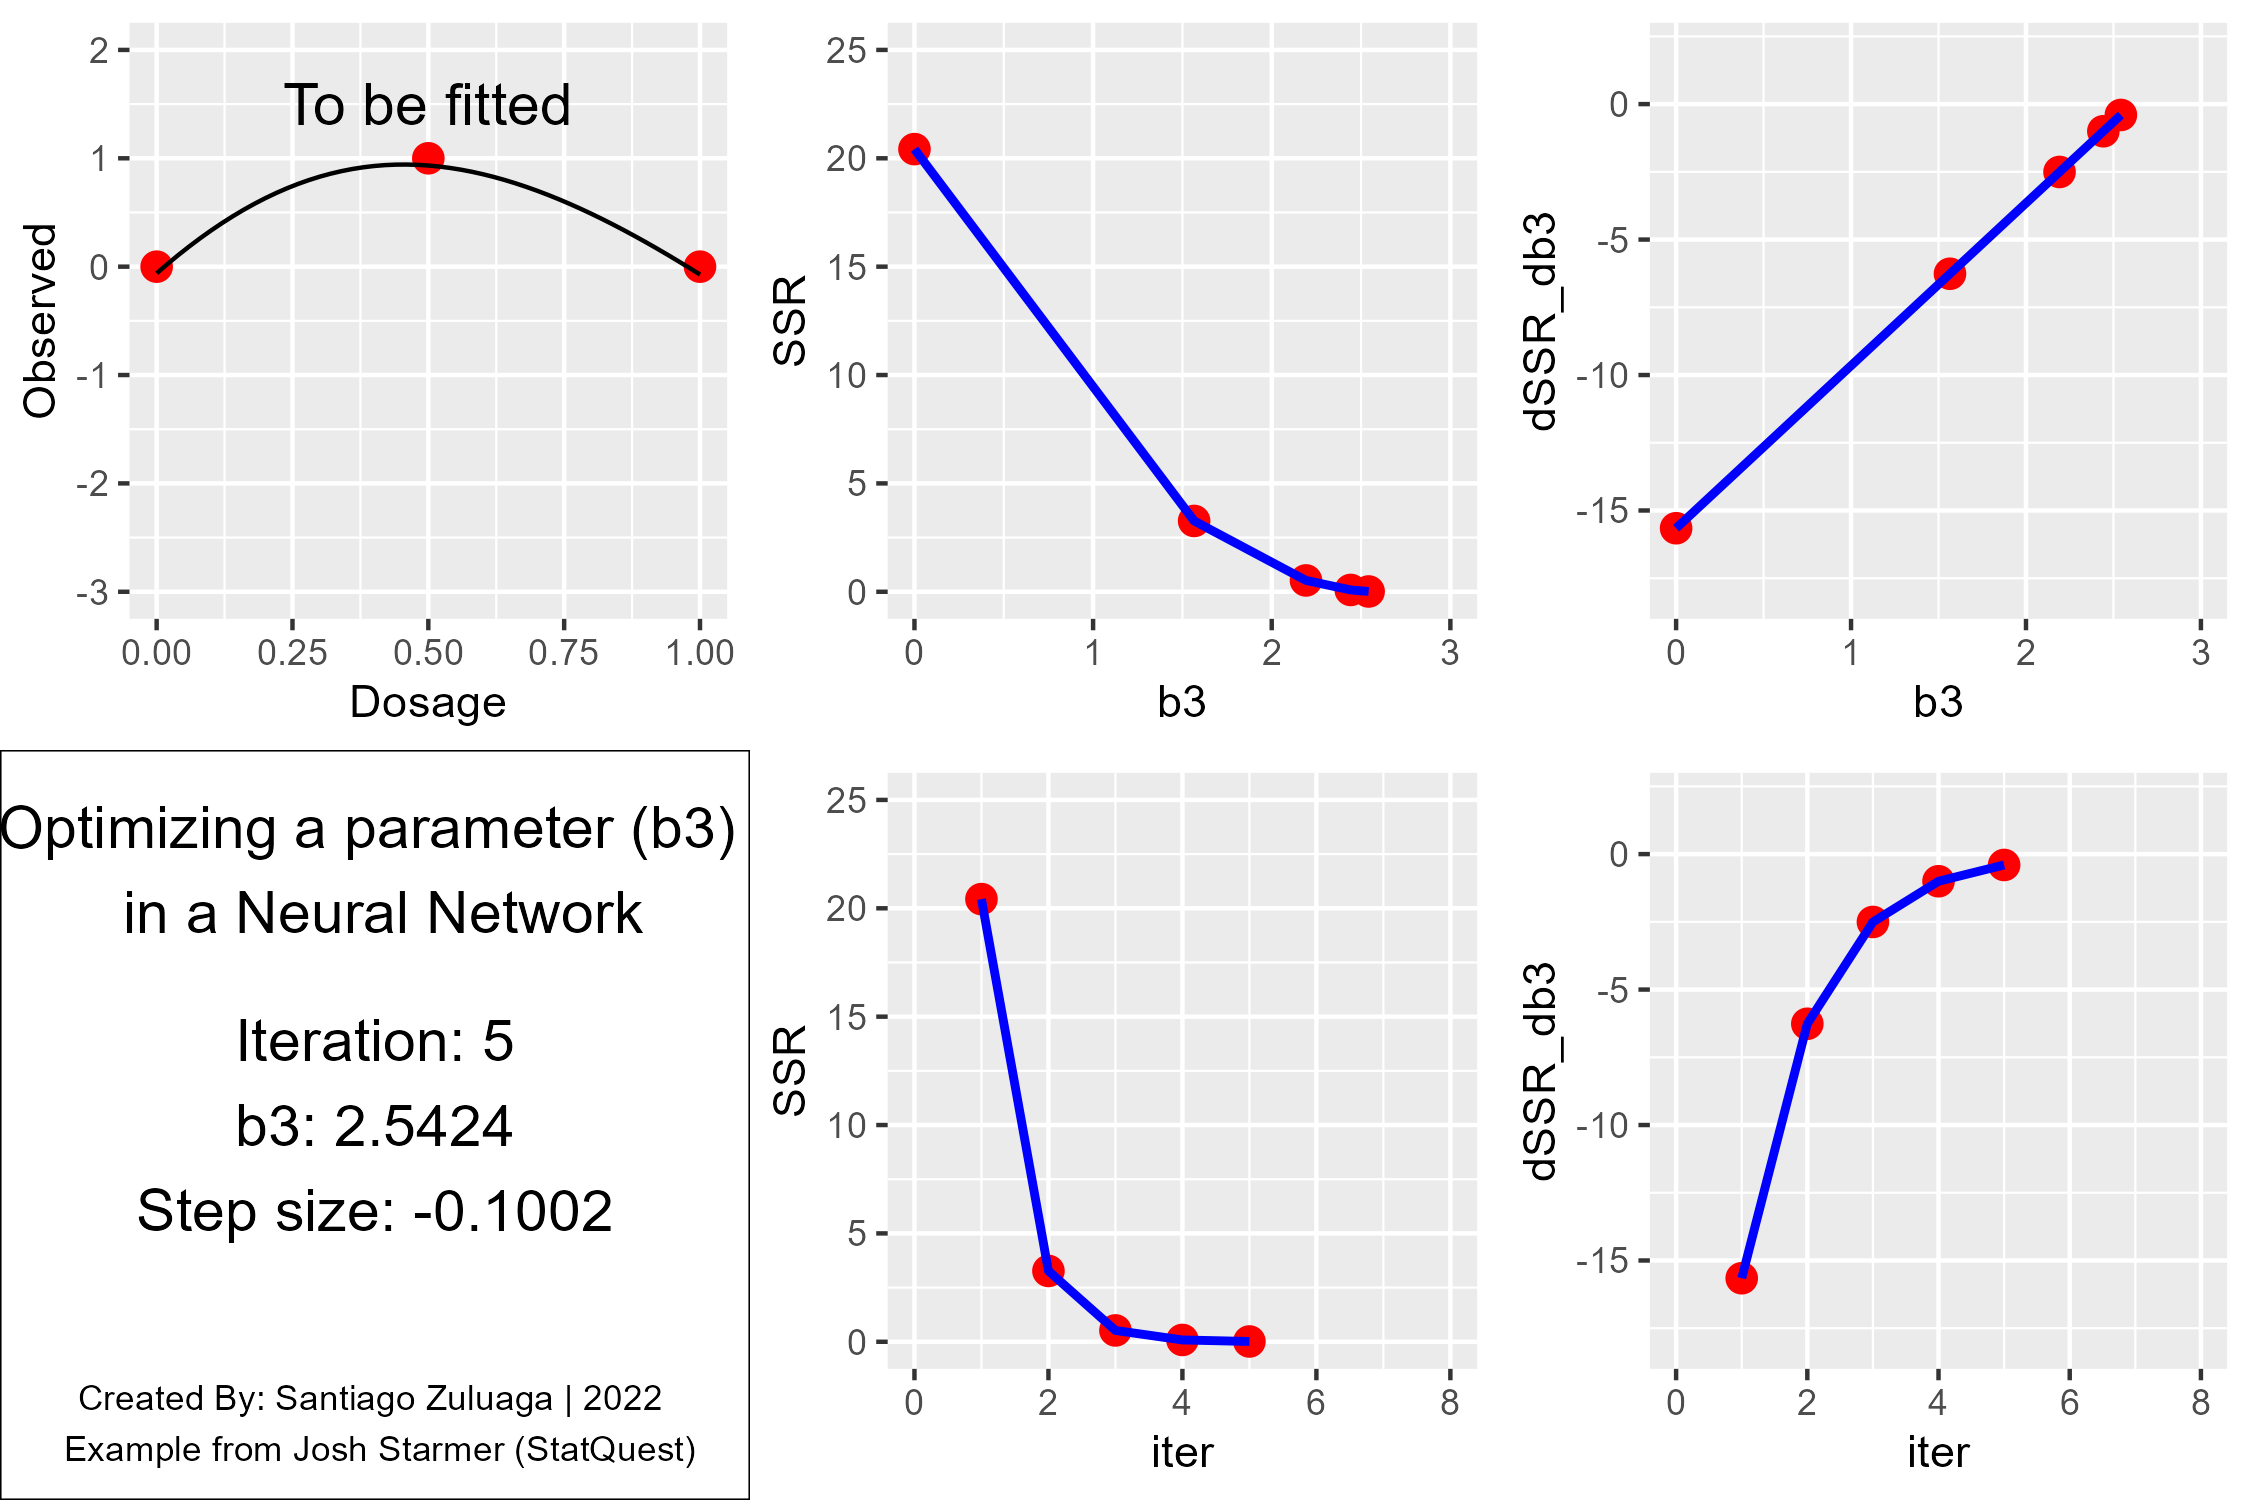 To be fitted
2
1
0
-1
-2
-3
Observed
0.00 0.25 0.50 0.75 1.00
Dosage
25
20
15
10
5
0
SSR
0 1 2 3
b3
0
-5
-10
-15
dSSR_db3
0 1 2 3
b3
Optimizing a parameter (b3)
in a Neural Network
Iteration: 5
b3: 2.5424
Step size: -0.1002
Created By: Santiago Zuluaga | 2022
Example from Josh Starmer (StatQuest)
25
20
15
10
5
0
SSR
0 2 4 6 8
iter
0
-5
-10
-15
dSSR_db3
0 2 4 6 8
iter